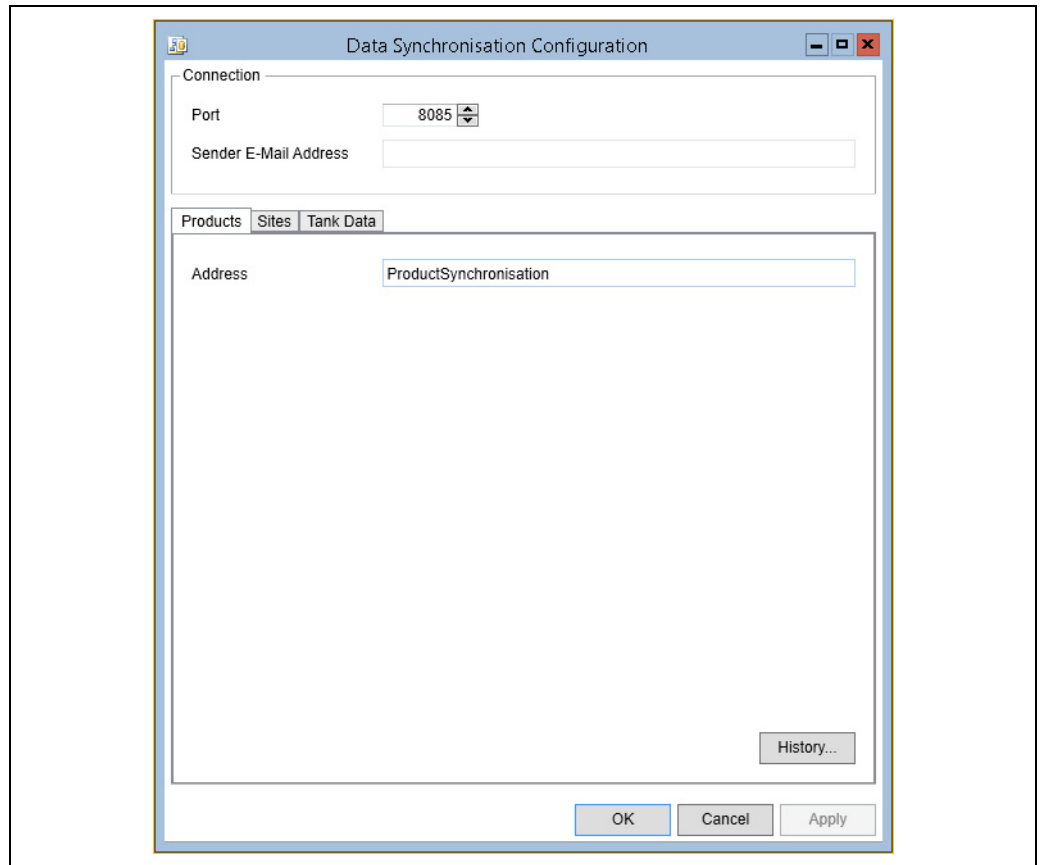 Data Synchronisation Configuration
Connection
Port 8085
Sender E-Mail Address
Products Sites Tank Data
Address ProductSynchronisation
History...
OK Cancel Apply